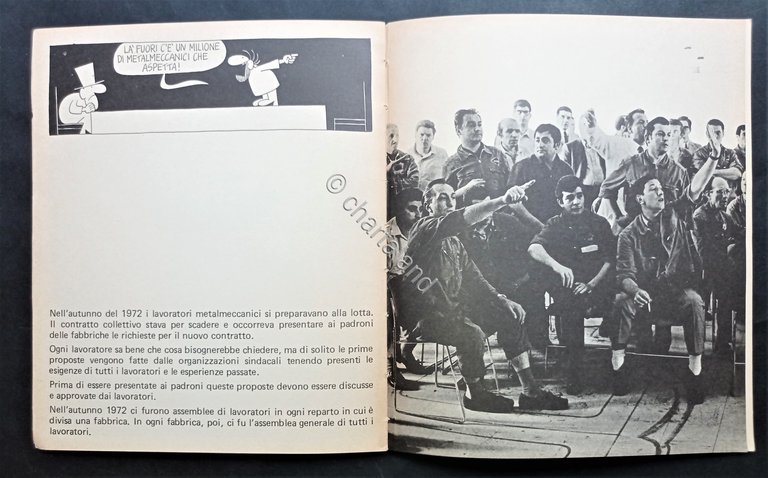 LA' FUORI C'E' UN MILIONE
DI METALMECCANICI CHE
ASPETTA!
Nell'autunno del 1972 i lavoratori metalmeccanici si preparavano alla lotta.
Il contratto collettivo stava per scadere e occorreva presentare ai padroni
delle fabbriche le richieste per il nuovo contratto.
Ogni lavoratore sa bene che cosa bisognerebbe chiedere, ma di solito le prime
proposte vengono fatte dalle organizzazioni sindacali tenendo presenti le
esigenze di tutti i lavoratori e le esperienze passate.
Prima di essere presentate ai padroni queste proposte devono essere discusse
e approvate dai lavoratori.
Nell'autunno 1972 ci furono assemblee di lavoratori in ogni reparto in cui è
divisa una fabbrica. In ogni fabbrica, poi, ci fu l'assemblea generale di tutti i
lavoratori.
© charta and